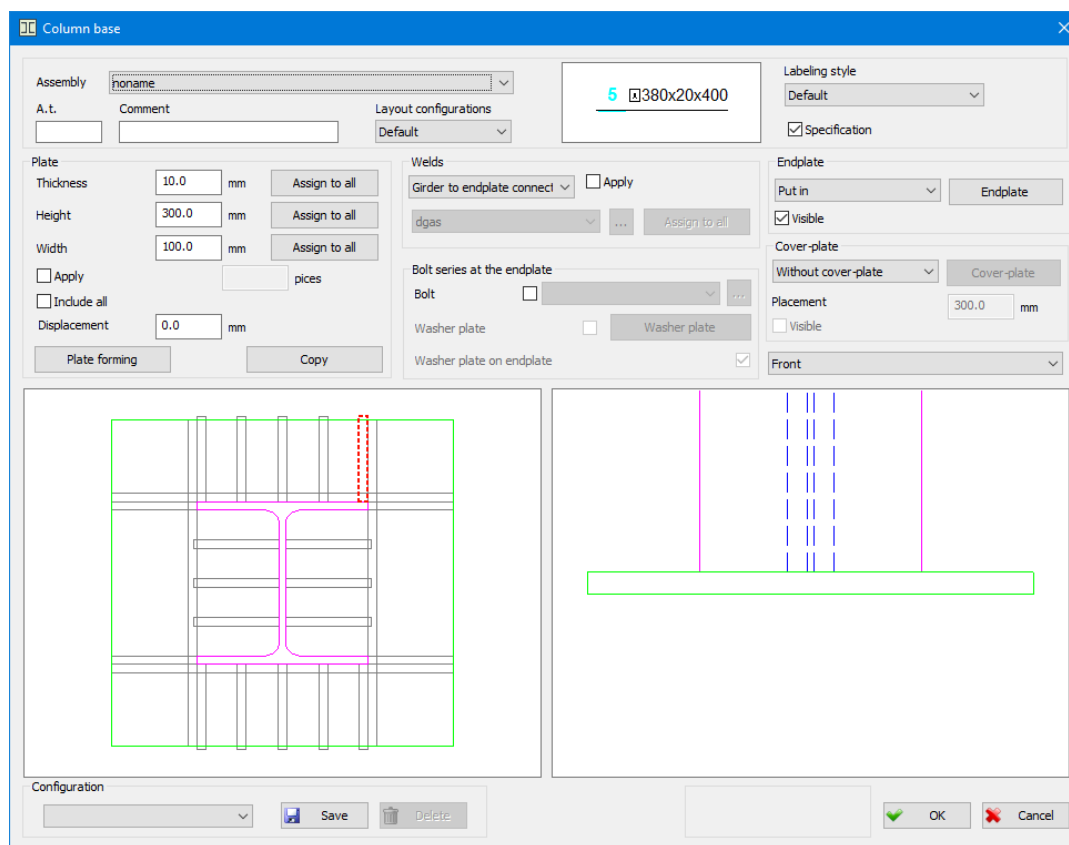 Column base
Assembly noname
A.t. Comment Layout configurations
Default
5 380x20x400
Labeling style
Default
Specification
Plate
Thickness 10.0 mm Assign to all
Height 300.0 mm Assign to all
Width 100.0 mm Assign to all
Apply pices
Include all
Displacement 0.0 mm
Plate forming Copy
Welds
Girder to endplate connect Apply
dgas ... Assign to all
Bolt series at the endplate
Bolt ...
Washer plate Washer plate
Washer plate on endplate
Endplate
Put in Endplate
Visible
Cover-plate
Without cover-plate Cover-plate
Placement 300.0 mm
Visible
Front
Configuration
Save Delete
OK Cancel